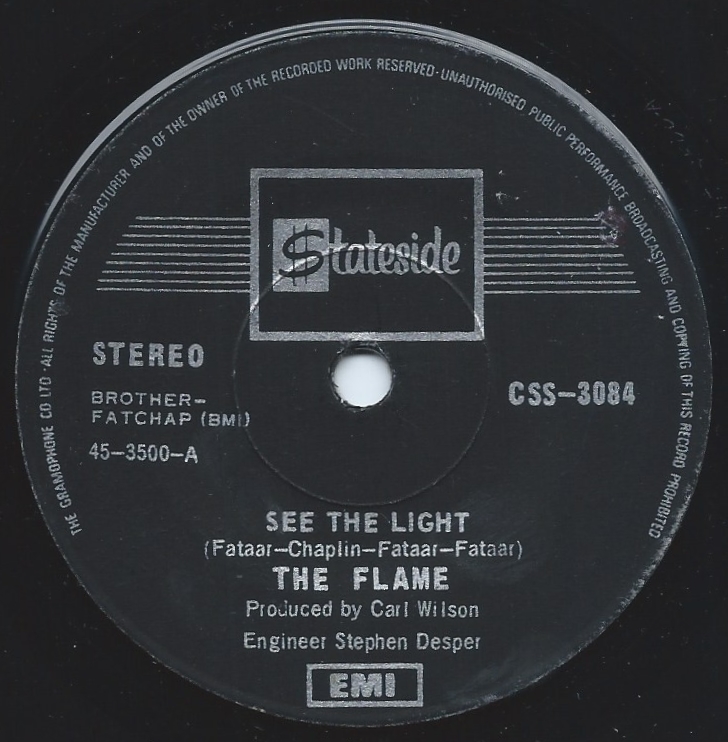 THE GRAMOPHONE CO LTD · ALL RIGHTS OF THE MANUFACTURER AND OF THE OWNER OF THE RECORDED WORK RESERVED · UNAUTHORISED PUBLIC PERFORMANCE BROADCASTING AND COPYING OF THIS RECORD PROHIBITED
Stateside
STEREO
BROTHER-
FATCHAP (BMI)
45-3500-A
CSS-3084
SEE THE LIGHT
(Fataar-Chaplin-Fataar-Fataar)
THE FLAME
Produced by Carl Wilson
Engineer Stephen Desper
EMI